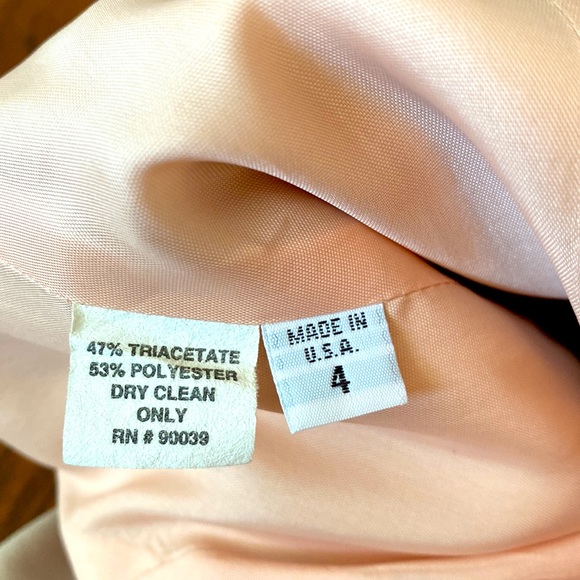 47% TRIACETATE
53% POLYESTER
DRY CLEAN
ONLY
RN # 90039
MADE IN
U.S.A.
4